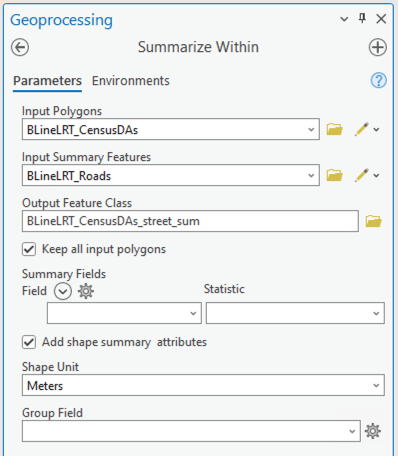 Geoprocessing
Summarize Within
Parameters Environments
Input Polygons
BLineLRT_CensusDAs
Input Summary Features
BLineLRT_Roads
Output Feature Class
BLineLRT_CensusDAs_street_sum
Keep all input polygons
Summary Fields
Field Statistic
Add shape summary attributes
Shape Unit
Meters
Group Field